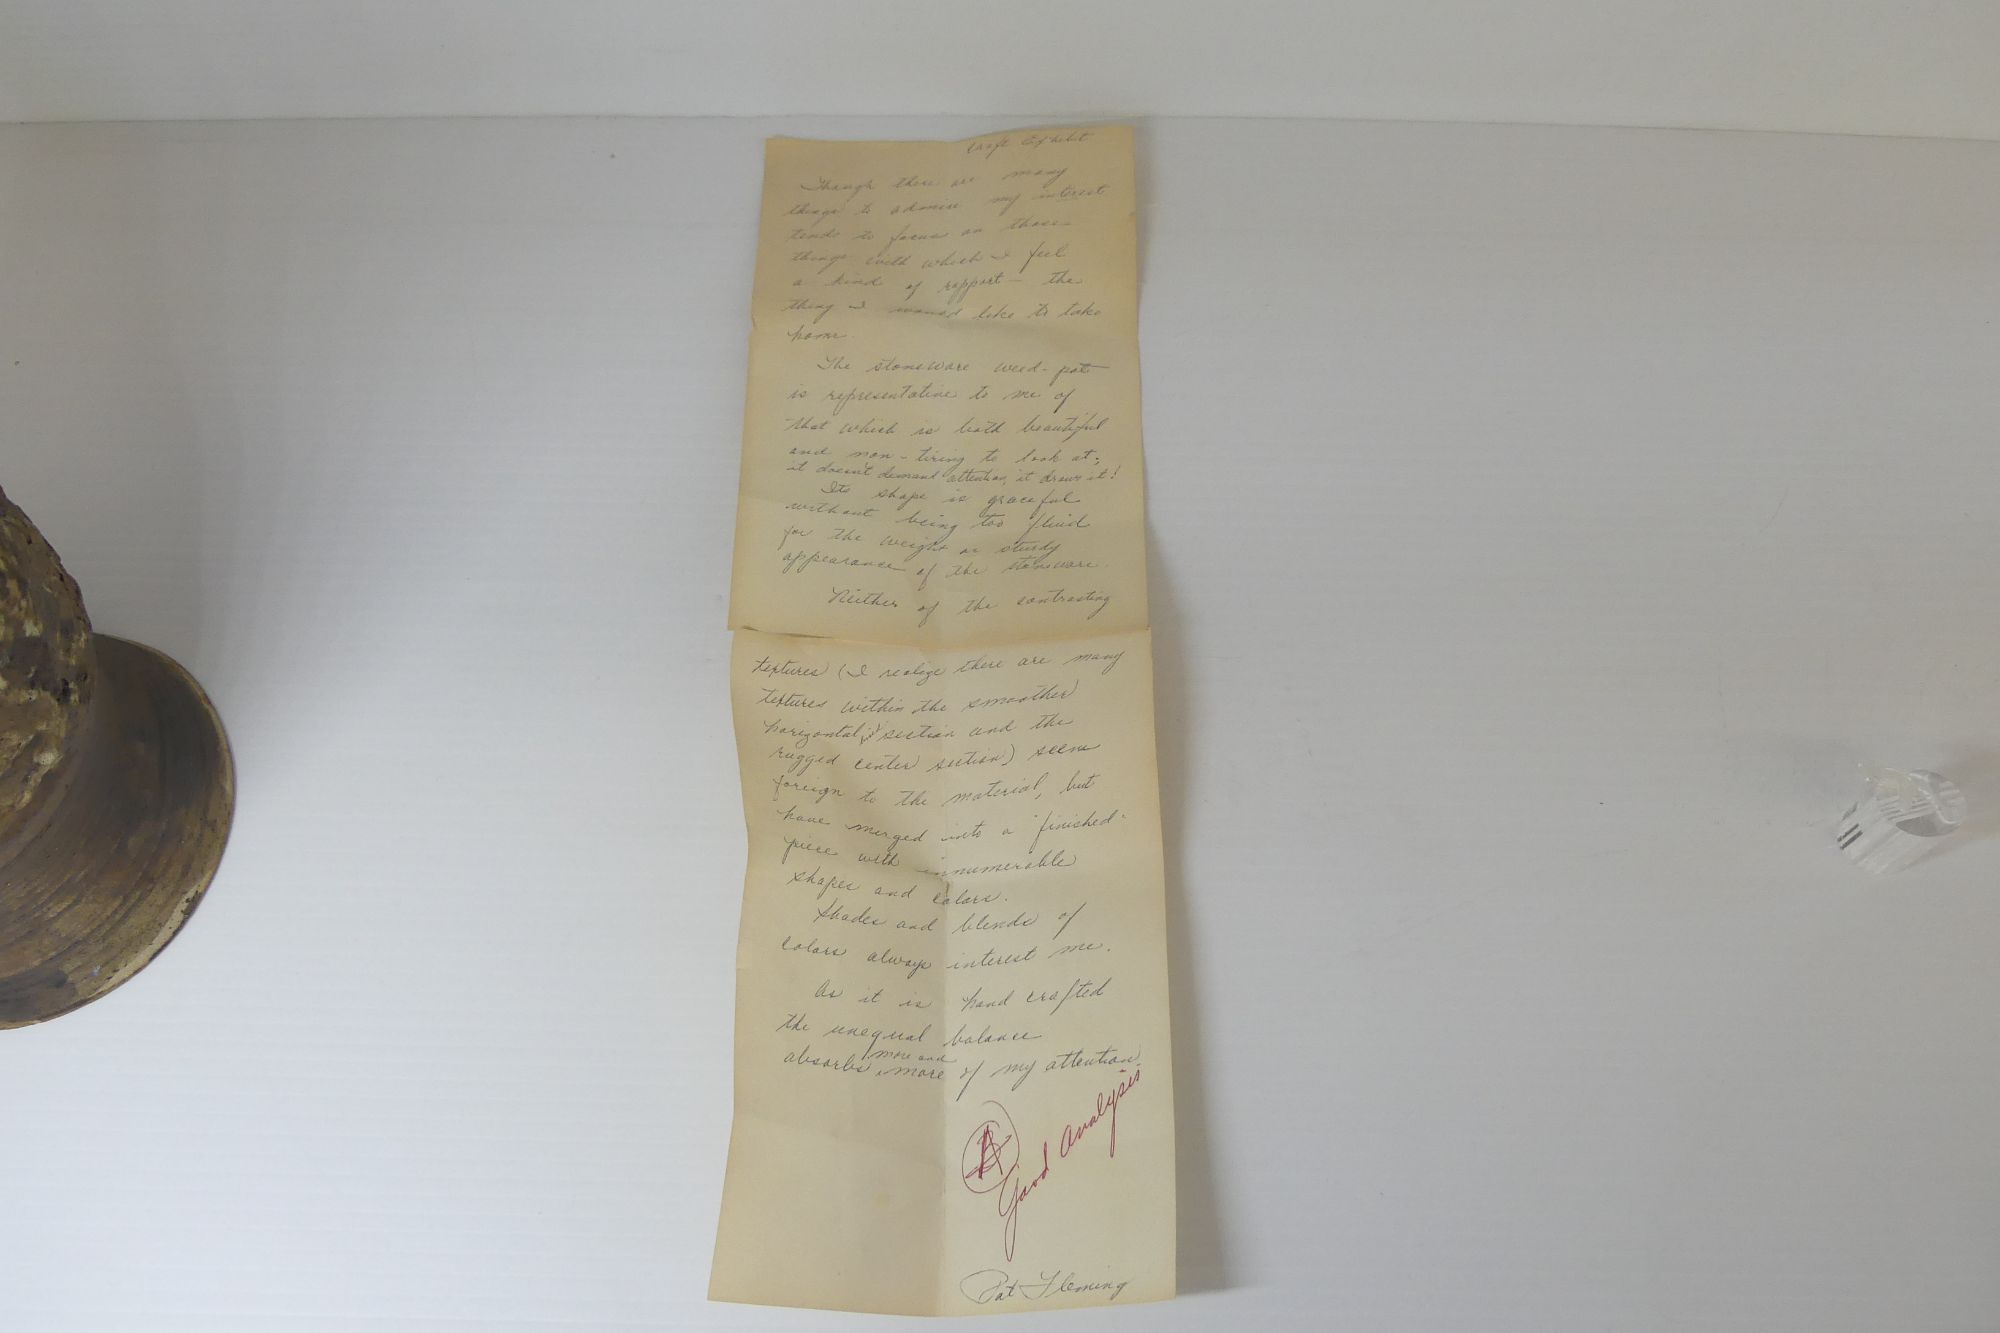 Craft Exhibit
Though there are many
things to admire my interest
tends to focus on those
things with which I feel
a kind of rapport - the
thing I would like to take
home.
The stoneware weed-pot
is representative to me of
that which is both beautiful
and non-tiring to look at;
it doesn't demand attention, it draws it!
Its shape is graceful
without being too fluid
for the weight or sturdy
appearance of the stoneware.
Neither of the contrasting
textures (I realize there are many
textures within the smoother
horizontal section and the
rugged center section) seem
foreign to the material, but
have merged into a "finished"
piece with innumerable
shapes and colors.
Shades and blends of
colors always interest me.
As it is hand crafted
the unequal balance
more and
absorbs more of my attention.
A
Good Analysis
Pat Fleming